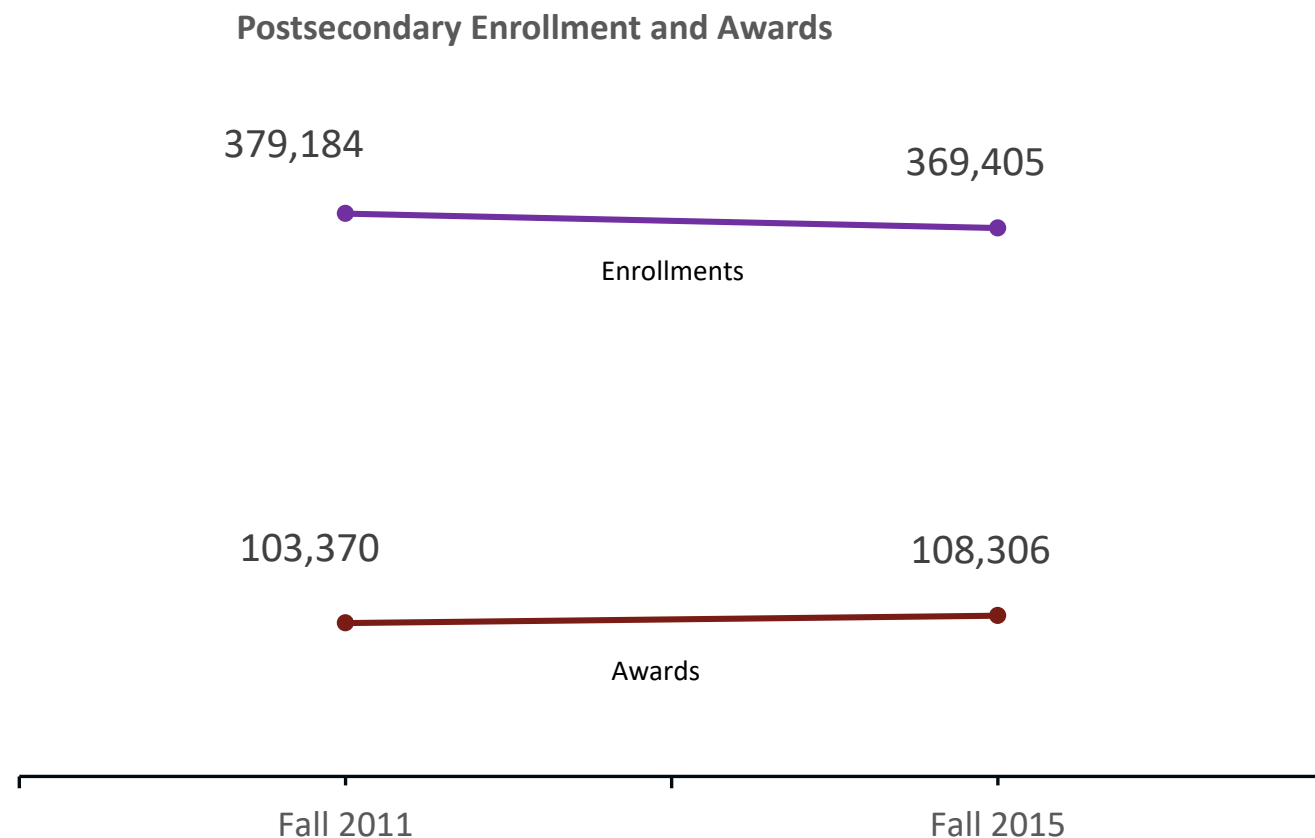 Postsecondary Enrollment and Awards
379,184
369,405
Enrollments
103,370
108,306
Awards
Fall 2011
Fall 2015